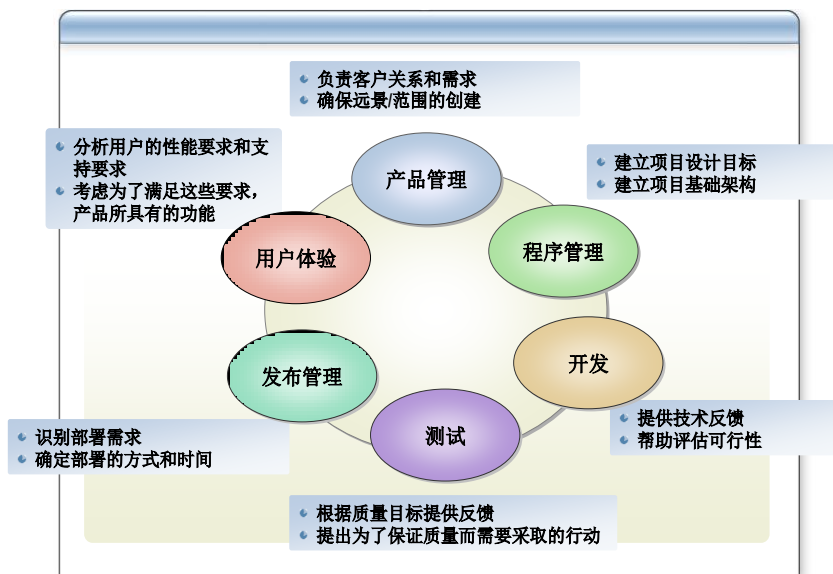 负责客户关系和需求
确保远景/范围的创建
分析用户的性能要求和支
持要求
考虑为了满足这些要求，
产品所具有的功能
建立项目设计目标
建立项目基础架构
产品管理
程序管理
用户体验
开发
发布管理
测试
提供技术反馈
帮助评估可行性
识别部署需求
确定部署的方式和时间
根据质量目标提供反馈
提出为了保证质量而需要采取的行动